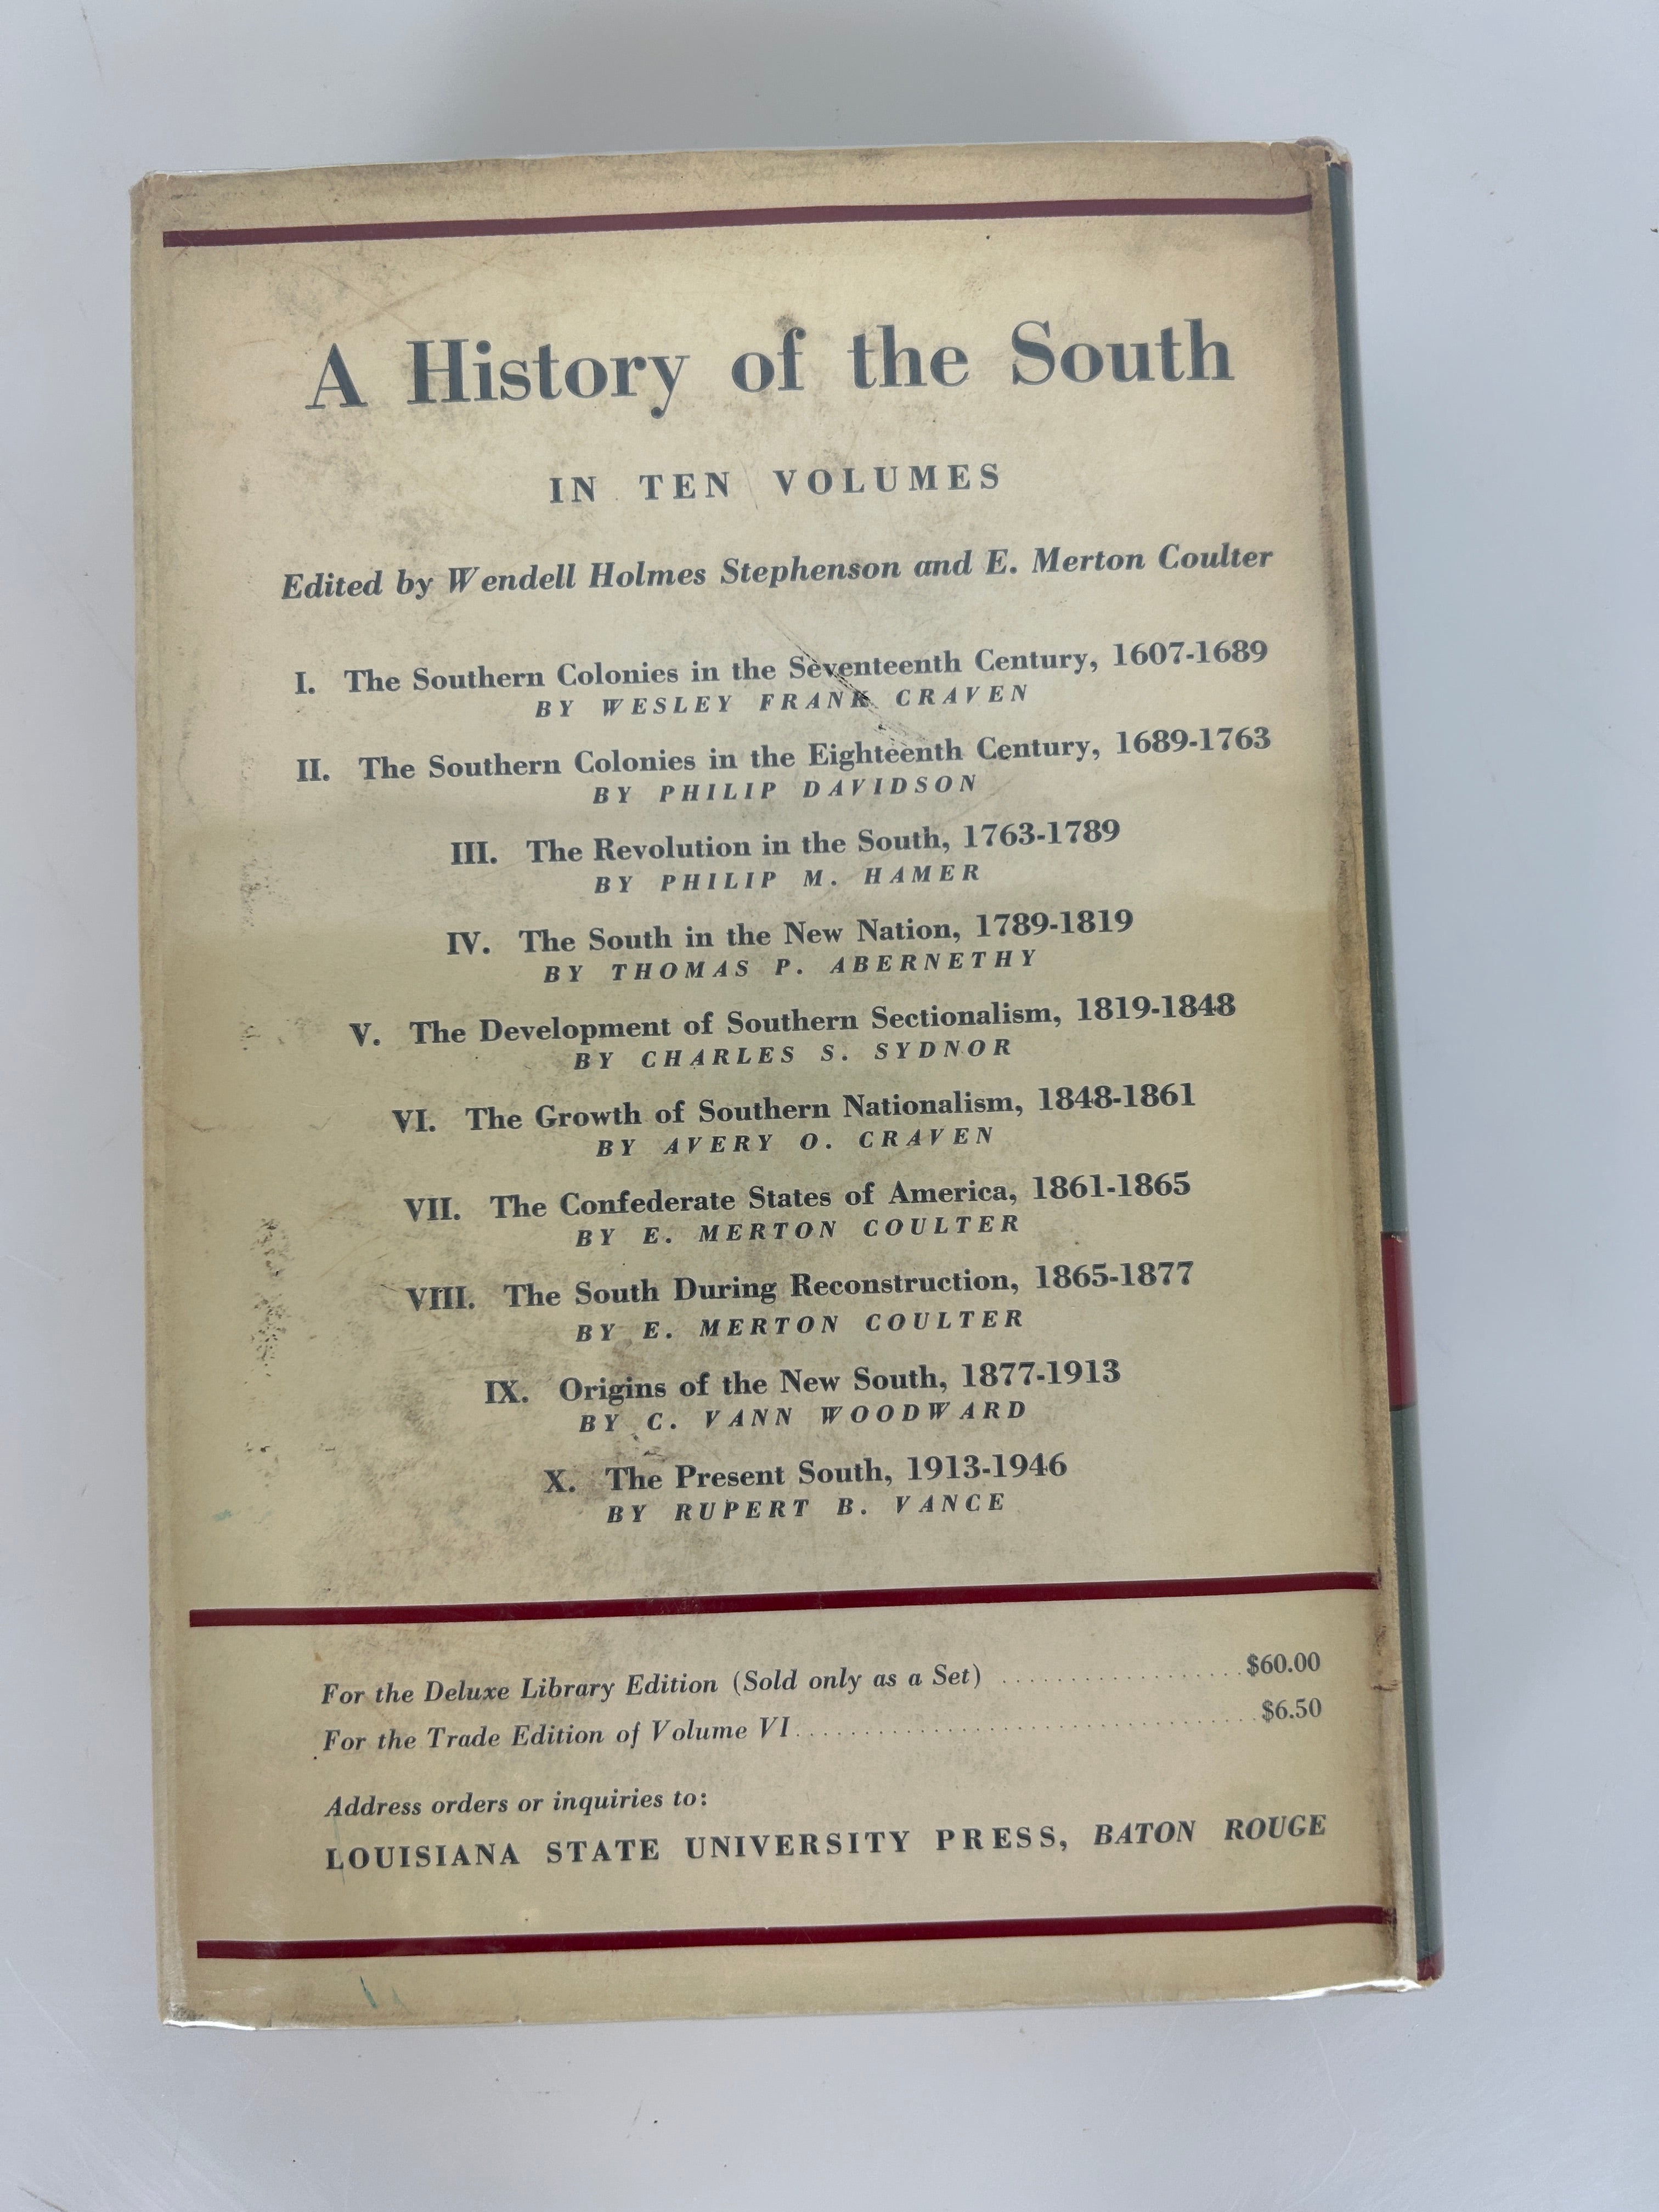 A History of the South
IN TEN VOLUMES
Edited by Wendell Holmes Stephenson and E. Merton Coulter
I. The Southern Colonies in the Seventeenth Century, 1607-1689
BY WESLEY FRANK CRAVEN
II. The Southern Colonies in the Eighteenth Century, 1689-1763
BY PHILIP DAVIDSON
III. The Revolution in the South, 1763-1789
BY PHILIP M. HAMER
IV. The South in the New Nation, 1789-1819
BY THOMAS P. ABERNETHY
V. The Development of Southern Sectionalism, 1819-1848
BY CHARLES S. SYDNOR
VI. The Growth of Southern Nationalism, 1848-1861
BY AVERY O. CRAVEN
VII. The Confederate States of America, 1861-1865
BY E. MERTON COULTER
VIII. The South During Reconstruction, 1865-1877
BY E. MERTON COULTER
IX. Origins of the New South, 1877-1913
BY C. VANN WOODWARD
X. The Present South, 1913-1946
BY RUPERT B. VANCE
For the Deluxe Library Edition (Sold only as a Set) ................$60.00
For the Trade Edition of Volume VI................................$6.50
Address orders or inquiries to:
LOUISIANA STATE UNIVERSITY PRESS, BATON ROUGE